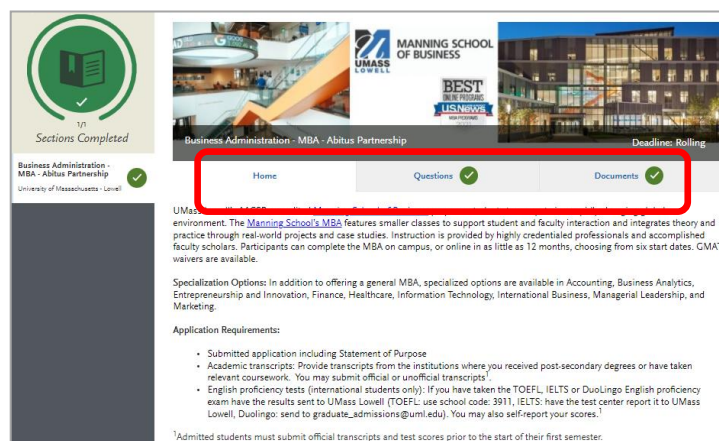 UMASS
LOWELL
MANNING SCHOOL
OF BUSINESS
BEST
ONLINE PROGRAMS
U.S.News
MBA PROGRAMS
1/1
Sections Completed
Business Administration - MBA - Abitus Partnership
Deadline: Rolling
Business Administration -
MBA - Abitus Partnership
University of Massachusetts - Lowell
Home
Questions
Documents
environment. The Manning School's MBA features smaller classes to support student and faculty interaction and integrates theory and
practice through real-world projects and case studies. Instruction is provided by highly credentialed professionals and accomplished
faculty scholars. Participants can complete the MBA on campus, or online in as little as 12 months, choosing from six start dates. GMAT
waivers are available.
Specialization Options: In addition to offering a general MBA, specialized options are available in Accounting, Business Analytics,
Entrepreneurship and Innovation, Finance, Healthcare, Information Technology, International Business, Managerial Leadership, and
Marketing.
Application Requirements:
• Submitted application including Statement of Purpose
• Academic transcripts: Provide transcripts from the institutions where you received post-secondary degrees or have taken
relevant coursework. You may submit official or unofficial transcripts¹.
• English proficiency tests (international students only): If you have taken the TOEFL, IELTS or DuoLingo English proficiency
exam have the results sent to UMass Lowell (TOEFL: use school code: 3911, IELTS: have the test center report it to UMass
Lowell, Duolingo: send to graduate_admissions@uml.edu). You may also self-report your scores.¹
¹Admitted students must submit official transcripts and test scores prior to the start of their first semester.